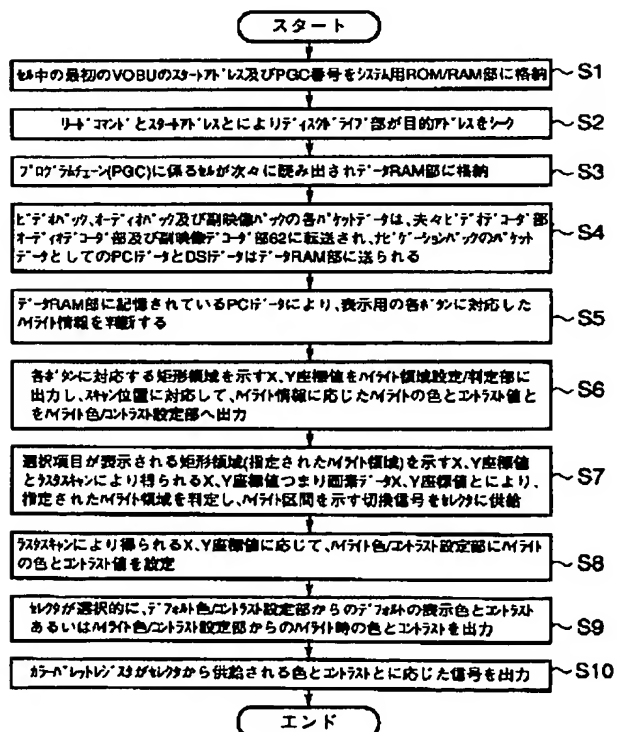 スタート
セル中の最初のVOBUのスタートアドレス及びPGC番号をシステム用ROM/RAM部に格納
S1
リードコマンドとスタートアドレスとによりディスクドライブ部が目的アドレスをシーク
S2
プログラムチェーン(PGC)に係るセルが次々に読み出されデータRAM部に格納
S3
ビデオパック、オーディオパック及び副映像パックの各パケットデータは、夫々ビデオデコーダ部
オーディオデコーダ部及び副映像デコーダ部62に転送され、ナビゲーションパックのパケット
データとしてのPCIデータとDSIデータはデータRAM部に送られる
S4
データRAM部に記憶されているPCIデータにより、表示用の各ボタンに対応した
ハイライト情報を判断する
S5
各ボタンに対応する矩形領域を示すX、Y座標値をハイライト領域設定/判定部に
出力し、スキャン位置に対応して、ハイライト情報に応じたハイライトの色とコントラスト値と
をハイライト色/コントラスト設定部へ出力
S6
選択項目が表示される矩形領域(指定されたハイライト領域)を示すX、Y座標値
とラスタスキャンにより得られるX、Y座標値つまり画素データX、Y座標値とにより、
指定されたハイライト領域を判定し、ハイライト区間を示す切換信号をセレクタに供給
S7
ラスタスキャンにより得られるX、Y座標値に応じて、ハイライト色/コントラスト設定部にハイライト
の色とコントラスト値を設定
S8
セレクタが選択的に、デフォルト色/コントラスト設定部からのデフォルトの表示色とコントラスト
あるいはハイライト色/コントラスト設定部からのハイライト時の色とコントラストを出力
S9
カラーパレットレジスタがセレクタから供給される色とコントラストとに応じた信号を出力
S10
エンド